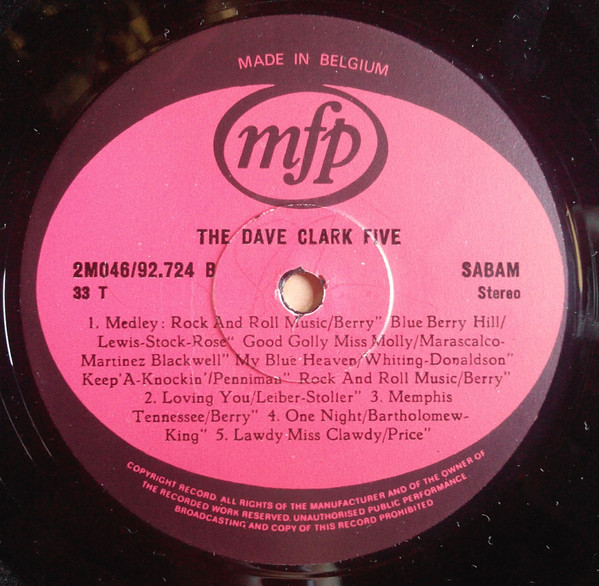 MADE IN BELGIUM
mfp
THE DAVE CLARK FIVE
2M046/92.724 B
SABAM
33 T
Stereo
1. Medley: Rock And Roll Music/Berry" Blue Berry Hill/
Lewis-Stock-Rose" Good Golly Miss Molly/Marascalco-
Martinez Blackwell" My Blue Heaven/Whiting-Donaldson"
Keep'A-Knockin'/Penniman" Rock And Roll Music/Berry"
2. Loving You/Leiber-Stoller" 3. Memphis
Tennessee/Berry" 4. One Night/Bartholomew-
King" 5. Lawdy Miss Clawdy/Price"
COPYRIGHT RECORD. ALL RIGHTS OF THE MANUFACTURER AND OF THE OWNER OF
THE RECORDED WORK RESERVED. UNAUTHORISED PUBLIC PERFORMANCE
BROADCASTING AND COPY OF THIS RECORD PROHIBITED